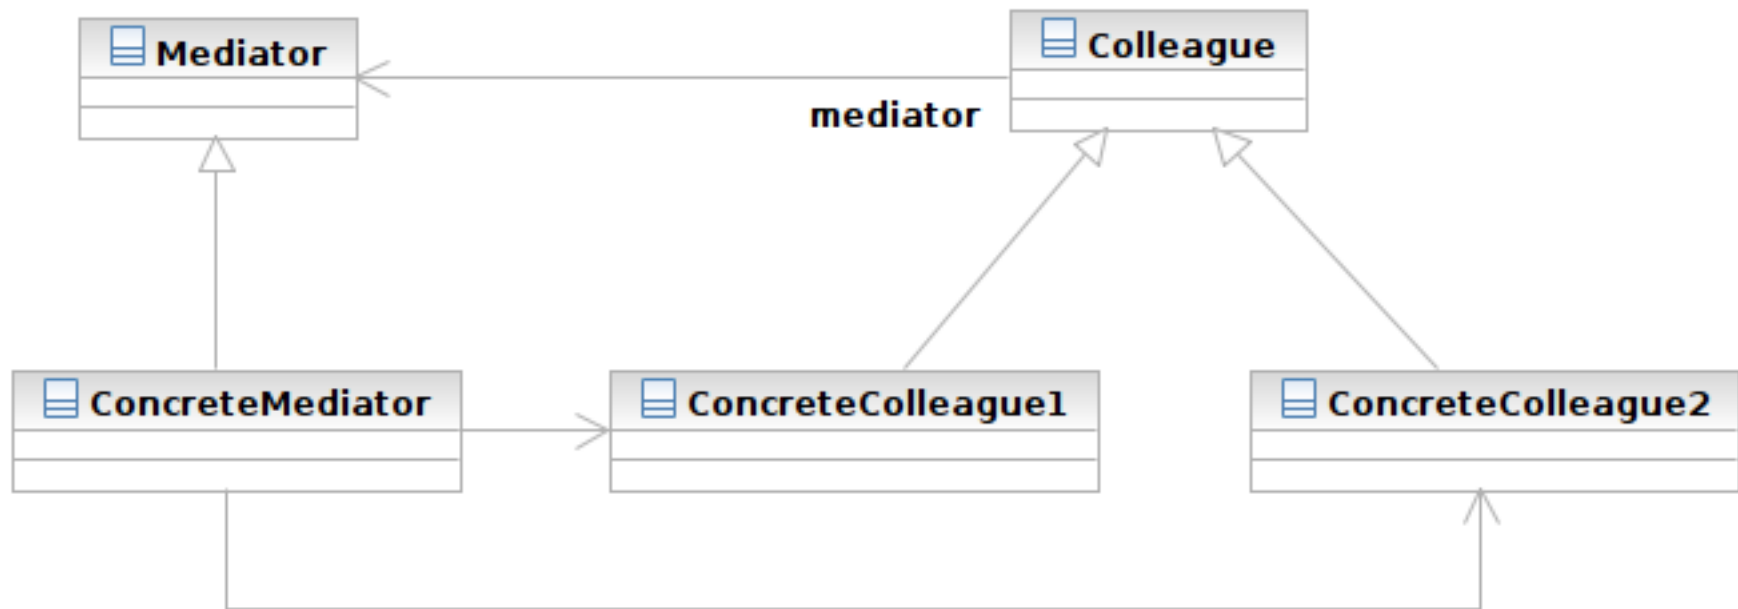 Mediator
Colleague
mediator
ConcreteMediator
ConcreteColleague1
ConcreteColleague2